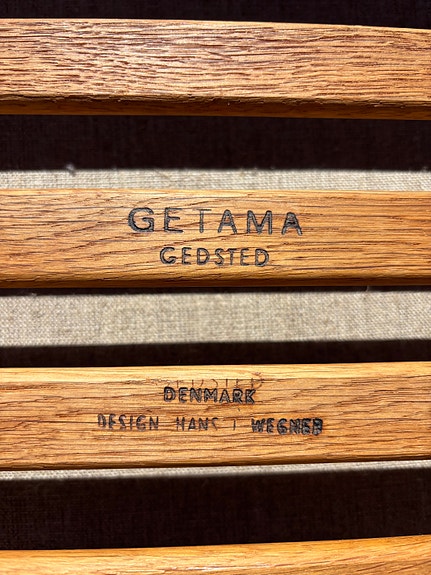 GETAMA
GEDSTED
DENMARK
DESIGN HANS J WEGNER